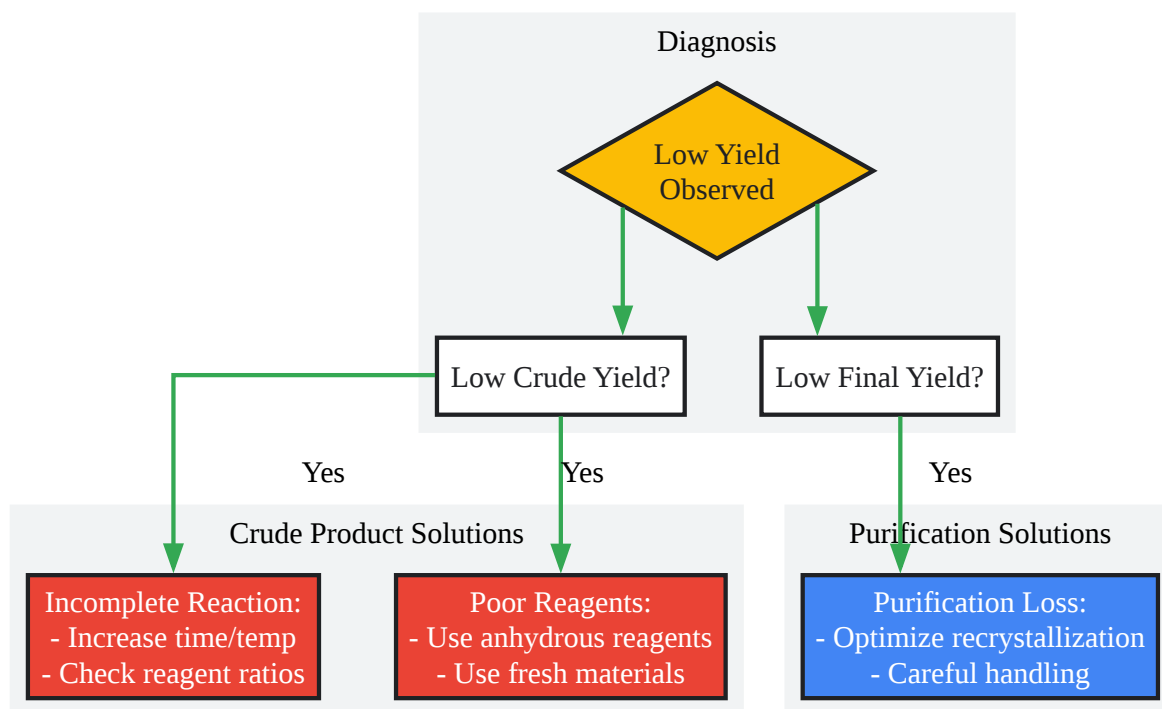 Diagnosis
Low Yield
Observed
Low Crude Yield?
Low Final Yield?
Yes
Yes
Yes
Crude Product Solutions
Purification Solutions
Incomplete Reaction:
- Increase time/temp
- Check reagent ratios
Poor Reagents:
- Use anhydrous reagents
- Use fresh materials
Purification Loss:
- Optimize recrystallization
- Careful handling